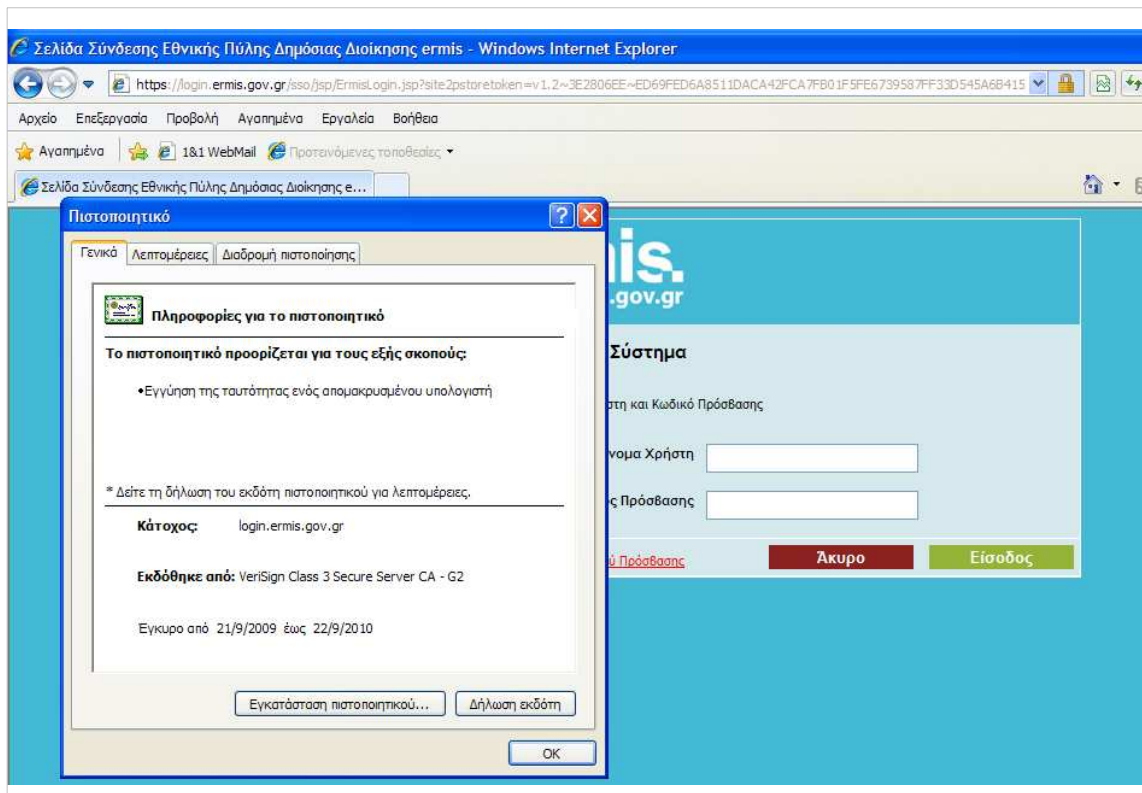 Σελίδα Σύνδεσης Εθνικής Πύλης Δημόσιας Διοίκησης ermis - Windows Internet Explorer
https://login.ermis.gov.gr/sso/jsp/ErmisLogin.jsp?site2pstoretoken=v1.2~3E2806EE~ED69FED6A8511DACA42FCA7FB01F5FE6739587FF33D545A6B415
Αρχείο Επεξεργασία Προβολή Αγαπημένα Εργαλεία Βοήθεια
Αγαπημένα 1&1 WebMail Προτεινόμενες τοποθεσίες
Σελίδα Σύνδεσης Εθνικής Πύλης Δημόσιας Διοίκησης e...
Πιστοποιητικό
Γενικά Λεπτομέρειες Διαδρομή πιστοποίησης
Πληροφορίες για το πιστοποιητικό
Το πιστοποιητικό προορίζεται για τους εξής σκοπούς:
•Εγγύηση της ταυτότητας ενός απομακρυσμένου υπολογιστή
* Δείτε τη δήλωση του εκδότη πιστοποιητικού για λεπτομέρειες.
Κάτοχος: login.ermis.gov.gr
Εκδόθηκε από: VeriSign Class 3 Secure Server CA - G2
Έγκυρο από 21/9/2009 έως 22/9/2010
Εγκατάσταση πιστοποιητικού... Δήλωση εκδότη
OK
is.
.gov.gr
Σύστημα
στη και Κωδικό Πρόσβασης
νομα Χρήστη
ς Πρόσβασης
ύ Πρόσβασης Άκυρο Είσοδος